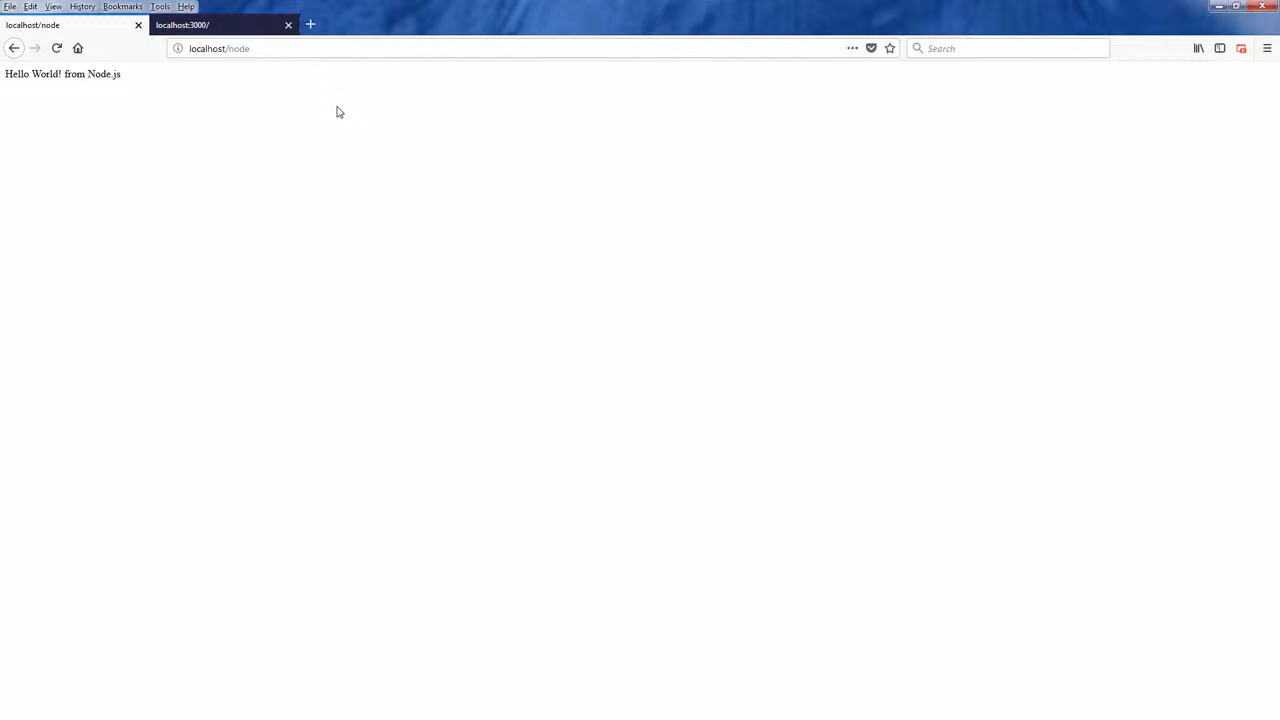 File Edit View History Bookmarks Tools Help
localhost/node localhost:3000/
localhost/node Search
Hello World! from Node.js